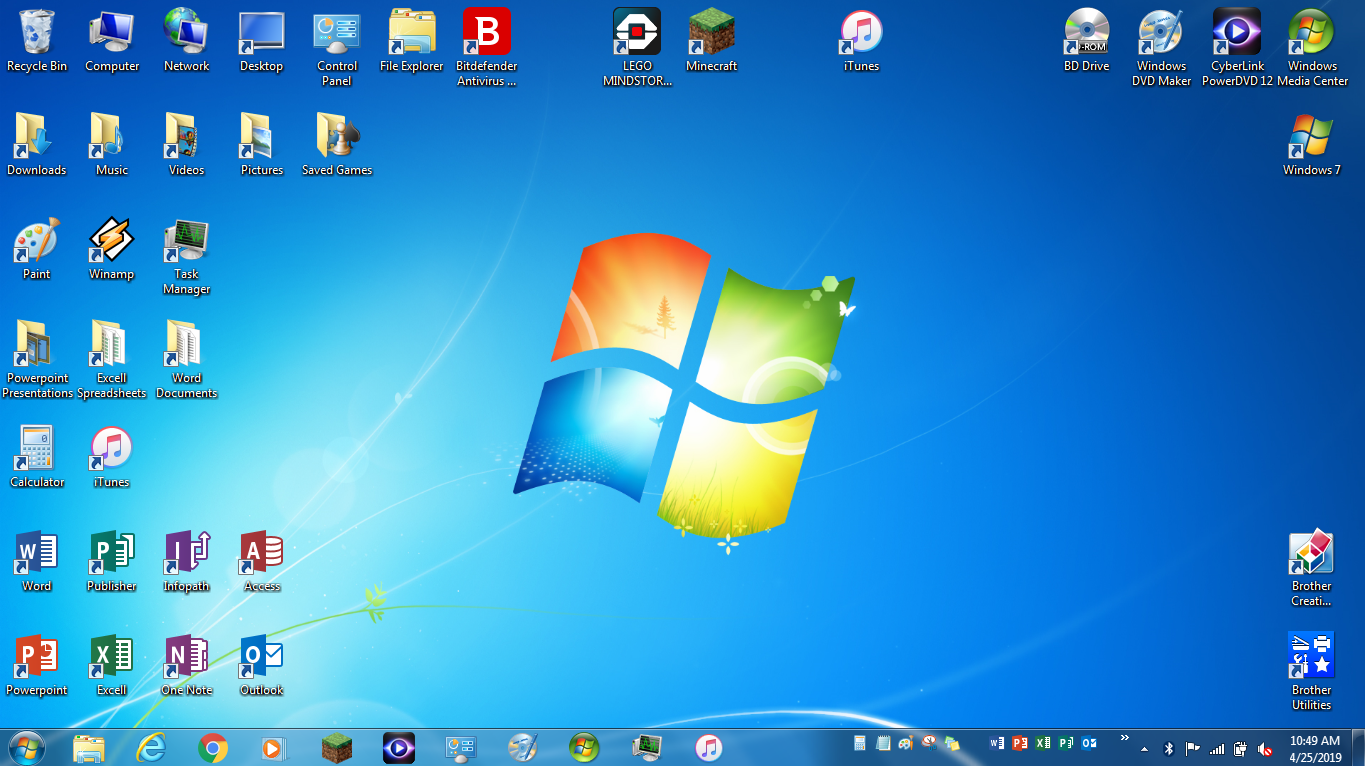 Recycle Bin
Computer
Network
Desktop
Control
Panel
File Explorer
Bitdefender
Antivirus ...
LEGO
MINDSTOR...
Minecraft
iTunes
BD Drive
Windows
DVD Maker
CyberLink
PowerDVD 12
Windows
Media Center
Downloads
Music
Videos
Pictures
Saved Games
Windows 7
Paint
Winamp
Task
Manager
Powerpoint
Presentations
Excell
Spreadsheets
Word
Documents
Calculator
iTunes
Word
Publisher
Infopath
Access
Brother
Creati...
Powerpoint
Excell
One Note
Outlook
Brother
Utilities
10:49 AM
4/25/2019